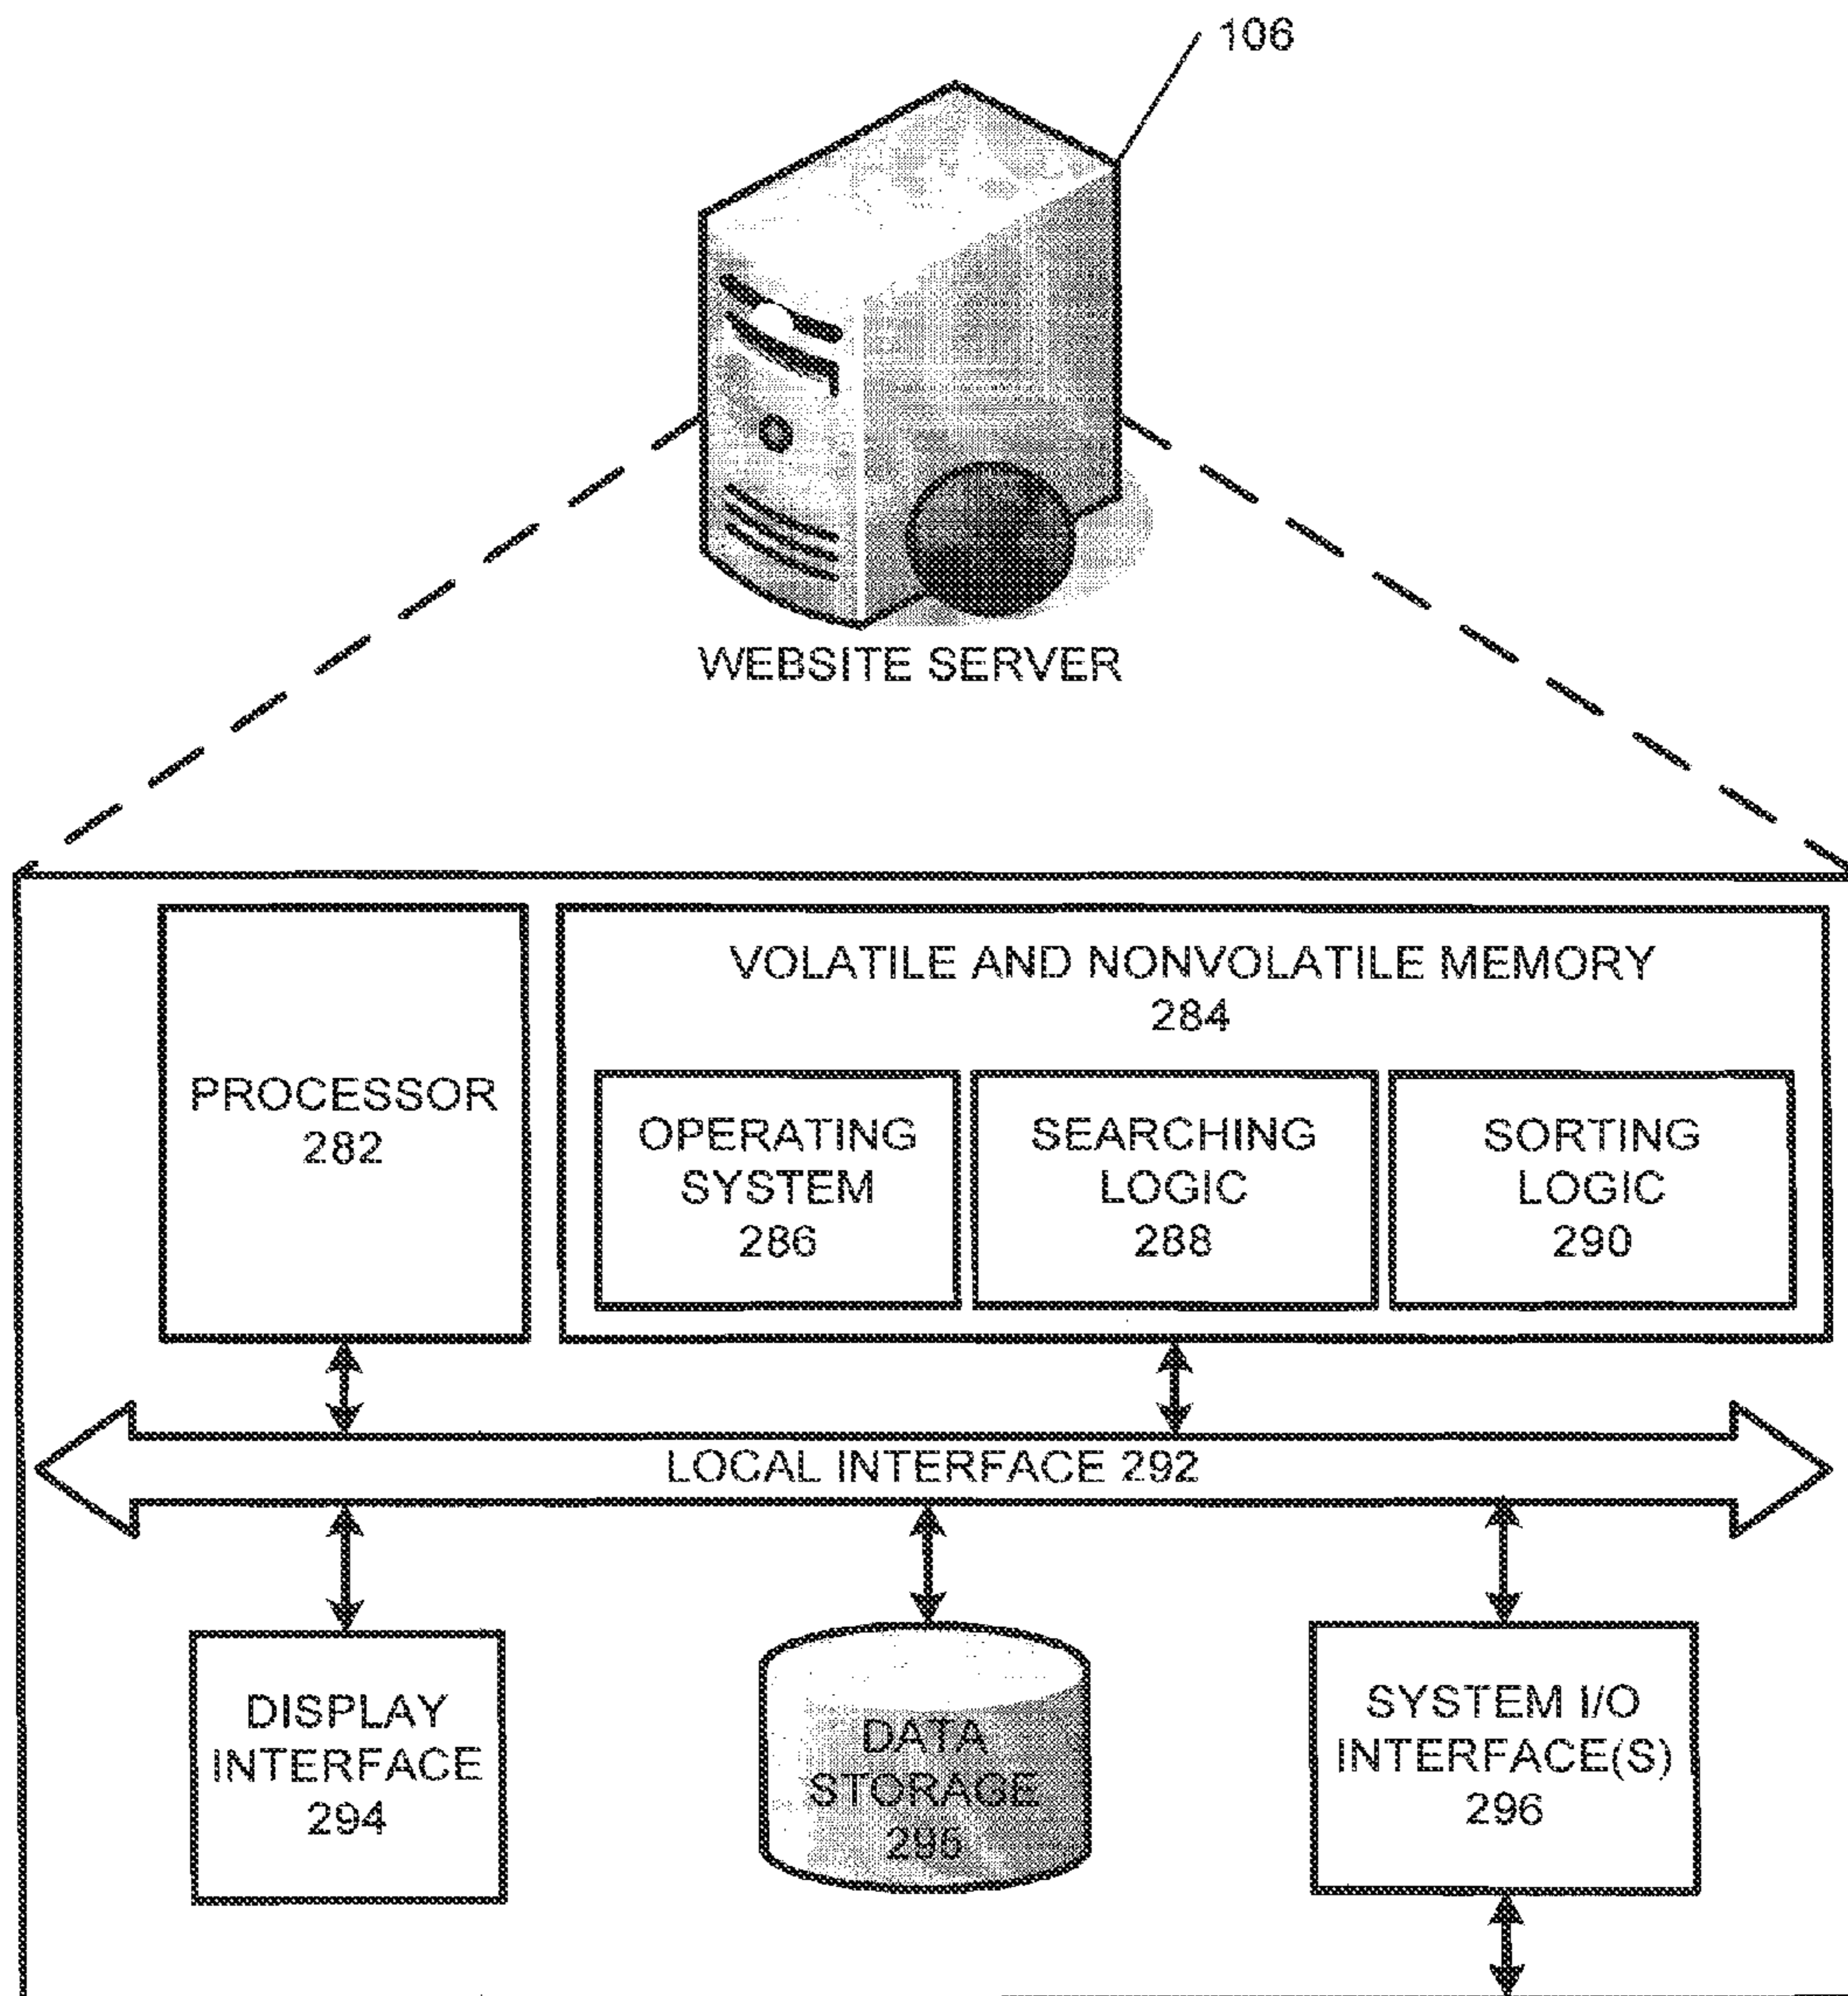 106
WEBSITE SERVER
VOLATILE AND NONVOLATILE MEMORY
284
PROCESSOR
282
OPERATING
SYSTEM
286
SEARCHING
LOGIC
288
SORTING
LOGIC
290
LOCAL INTERFACE 292
DISPLAY
INTERFACE
294
DATA
STORAGE
295
SYSTEM I/O
INTERFACE(S)
296